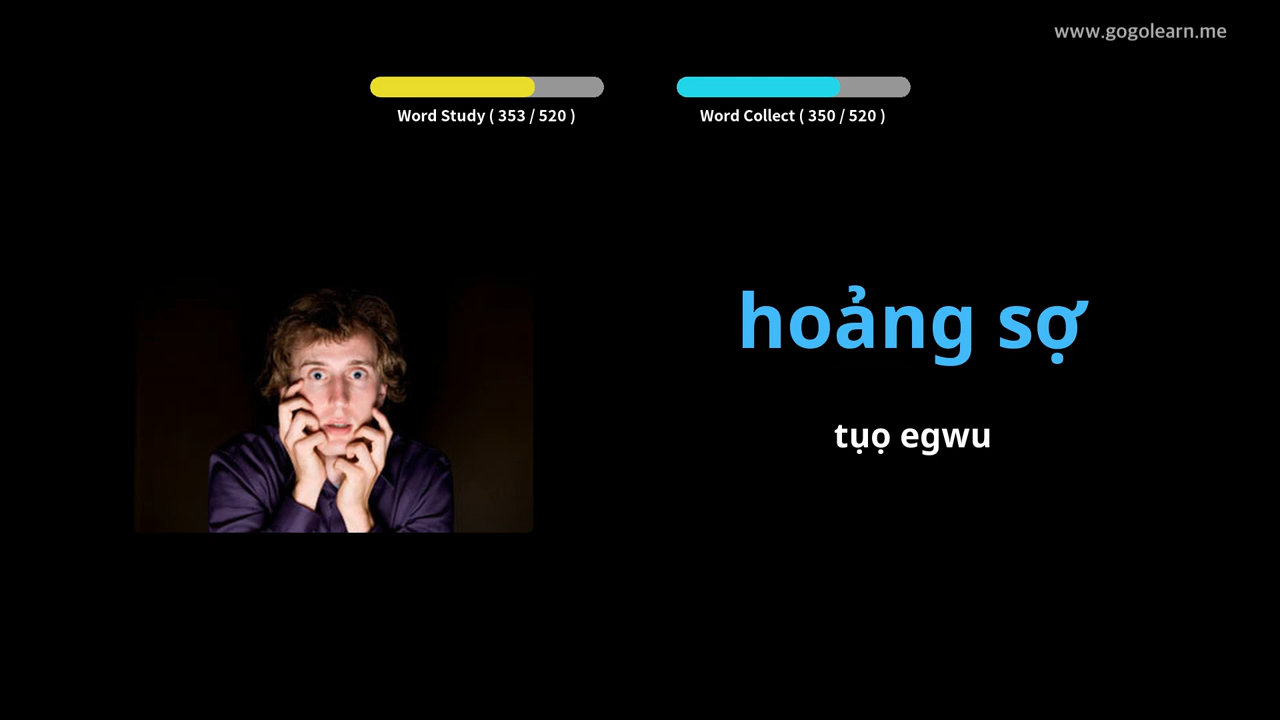 www.gogolearn.me
Word Study ( 353 / 520 )
Word Collect ( 350 / 520 )
hoảng sợ
tụọ egwu